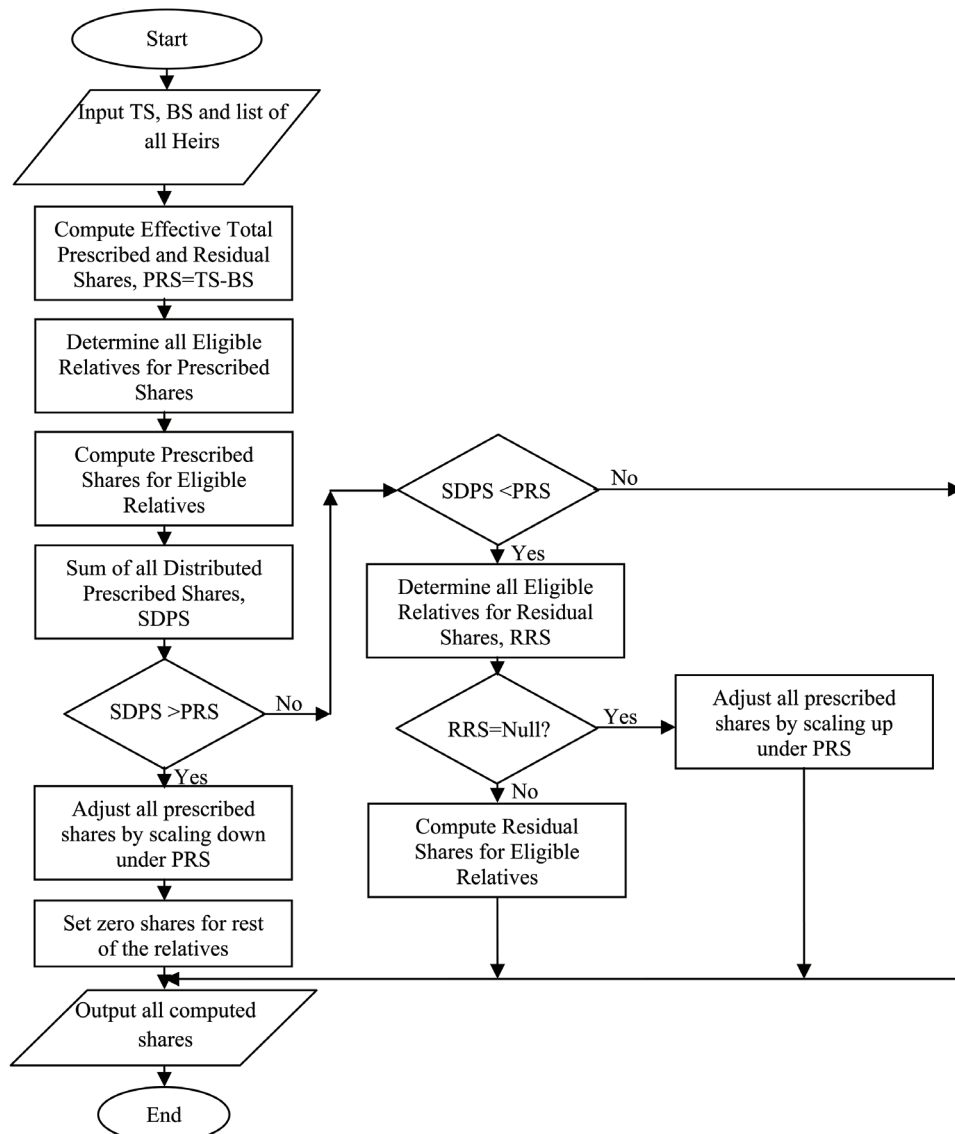 Start
Input TS, BS and list of
all Heirs
Compute Effective Total
Prescribed and Residual
Shares, PRS=TS-BS
Determine all Eligible
Relatives for Prescribed
Shares
Compute Prescribed
Shares for Eligible
Relatives
Sum of all Distributed
Prescribed Shares,
SDPS
SDPS >PRS
No
Yes
Adjust all prescribed
shares by scaling down
under PRS
Set zero shares for rest
of the relatives
Output all computed
shares
End
SDPS <PRS
No
Yes
Determine all Eligible
Relatives for Residual
Shares, RRS
RRS=Null?
Yes
No
Compute Residual
Shares for Eligible
Relatives
Adjust all prescribed
shares by scaling up
under PRS